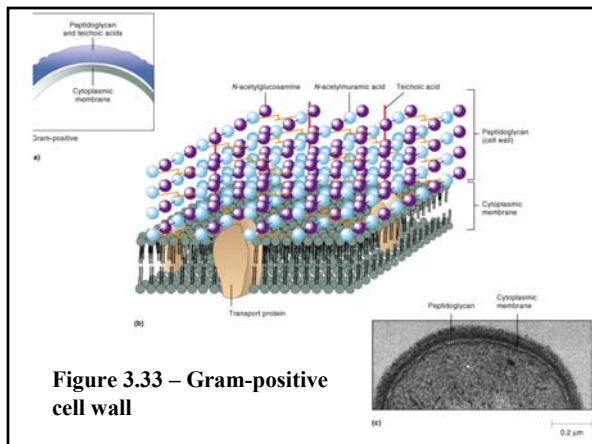 Peptidoglycan
and teichoic acids
Cytoplasmic
membrane
Gram-positive
a)
N-acetylglucosamine
N-acetylmuramic acid
Teichoic acid
Peptidoglycan
(cell wall)
Cytoplasmic
membrane
Transport protein
(b)
Peptidoglycan
Cytoplasmic
membrane
(c)
0.2 µm
Figure 3.33 – Gram-positive
cell wall